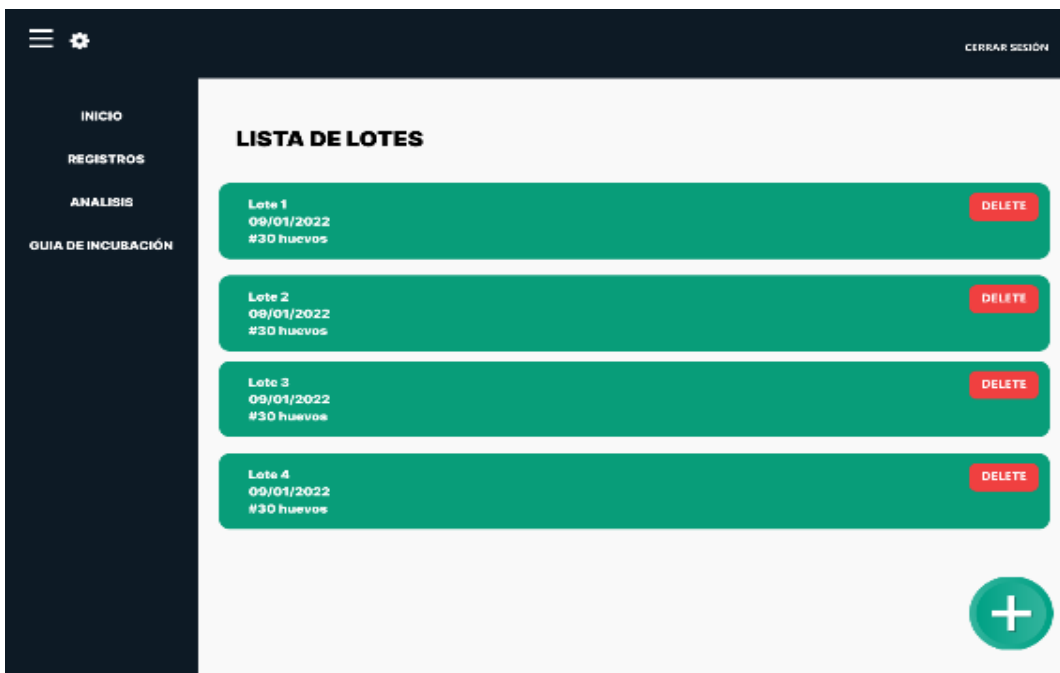 CERRAR SESIÓN
INICIO
REGISTROS
ANALISIS
GUIA DE INCUBACIÓN
LISTA DE LOTES
Lote 1
09/01/2022
#30 huevos
DELETE
Lote 2
09/01/2022
#30 huevos
DELETE
Lote 3
09/01/2022
#30 huevos
DELETE
Lote 4
09/01/2022
#30 huevos
DELETE